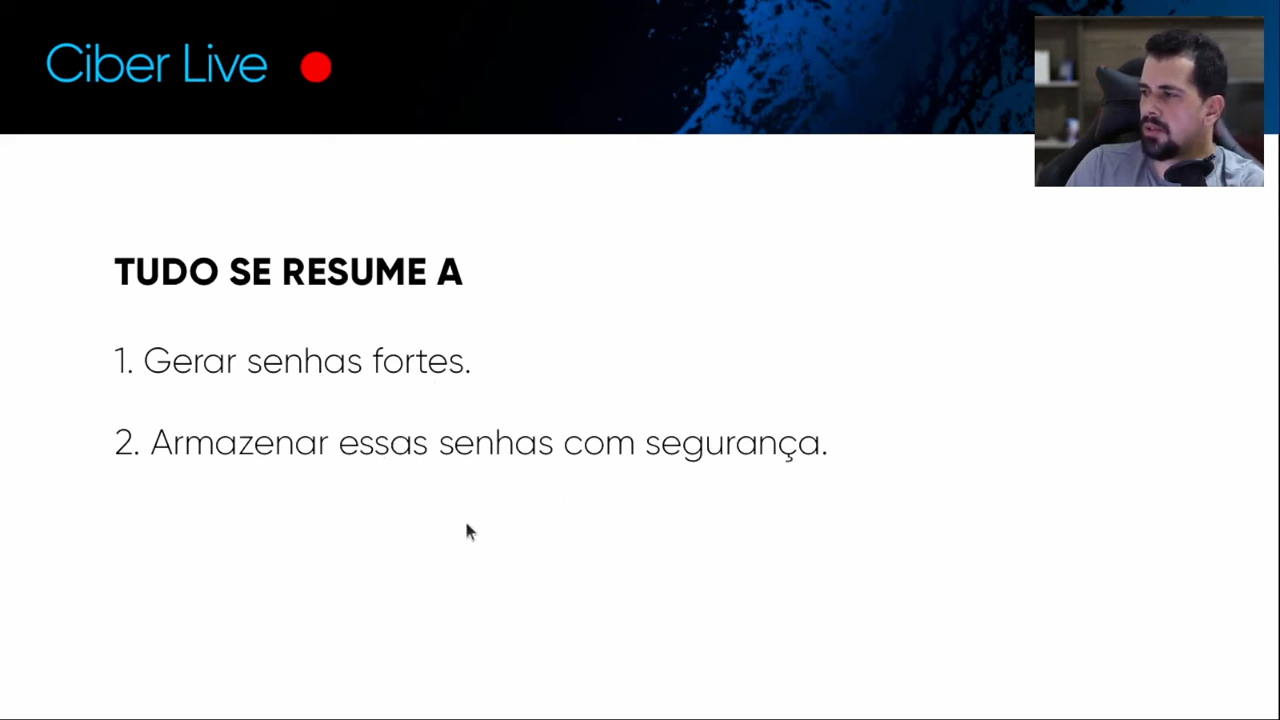 Ciber Live
TUDO SE RESUME A
1. Gerar senhas fortes.
2. Armazenar essas senhas com segurança.